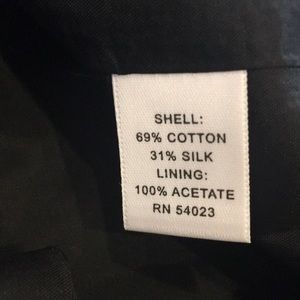 SHELL:
69% COTTON
31% SILK
LINING:
100% ACETATE
RN 54023